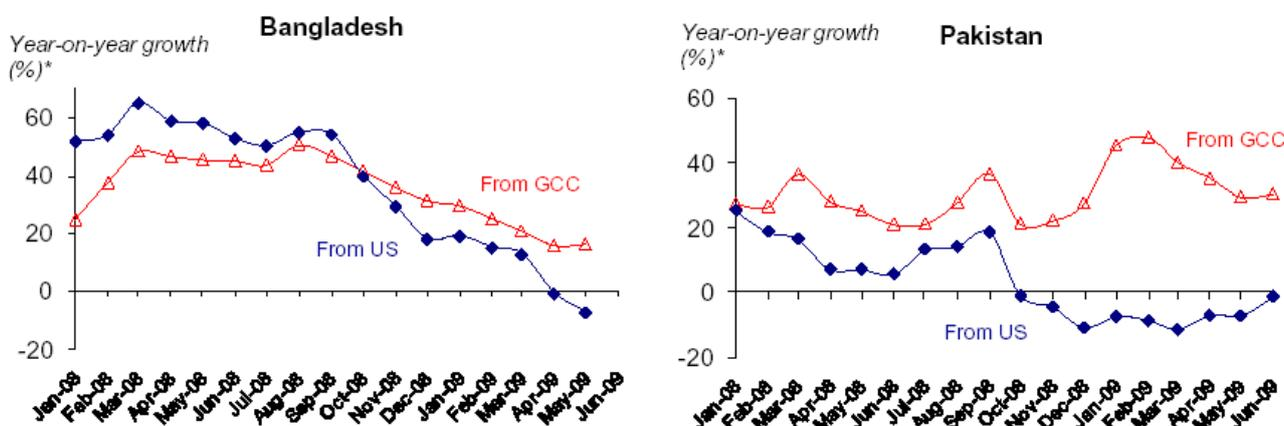 Bangladesh
Year-on-year growth
(%)*
60
40
20
0
-20
From GCC
From US
Jan-08
Feb-08
Mar-08
Apr-08
May-08
Jun-08
Jul-08
Aug-08
Sep-08
Oct-08
Nov-08
Dec-08
Jan-09
Feb-09
Mar-09
Apr-09
May-09
Jun-09
Pakistan
Year-on-year growth
(%)*
60
40
20
0
-20
From GCC
From US
Jan-08
Feb-08
Mar-08
Apr-08
May-08
Jun-08
Jul-08
Aug-08
Sep-08
Oct-08
Nov-08
Dec-08
Jan-09
Feb-09
Mar-09
Apr-09
May-09
Jun-09